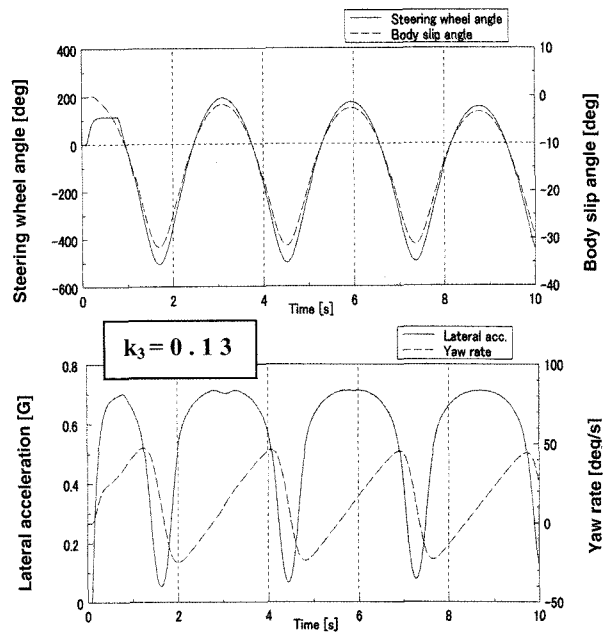 Steering wheel angle
Body slip angle
400
200
0
-200
-400
-600
Steering wheel angle [deg]
10
0
-10
-20
-30
-40
Body slip angle [deg]
0 2 4 6 8 10
Time [s]
k3 = 0 . 1 3
Lateral acc.
Yaw rate
0.8
0.6
0.4
0.2
0
Lateral acceleration [G]
100
50
0
-50
Yaw rate [deg/s]
0 2 4 6 8 10
Time [s]